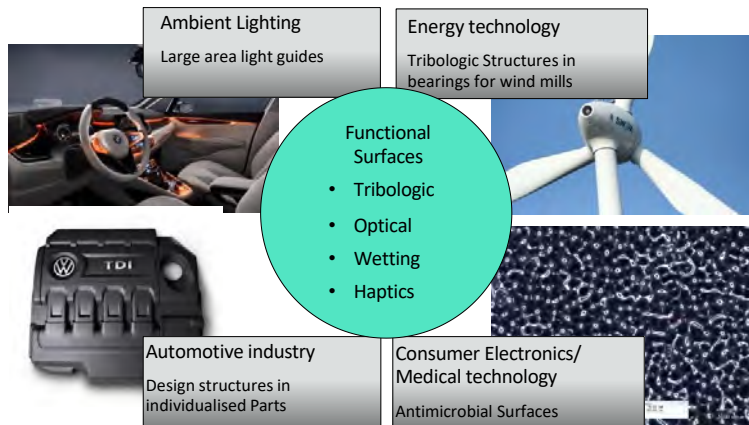 Ambient Lighting
Large area light guides
Energy technology
Tribologic Structures in
bearings for wind mills
Functional
Surfaces
• Tribologic
• Optical
• Wetting
• Haptics
TDI
Automotive industry
Design structures in
individualised Parts
Consumer Electronics/
Medical technology
Antimicrobial Surfaces